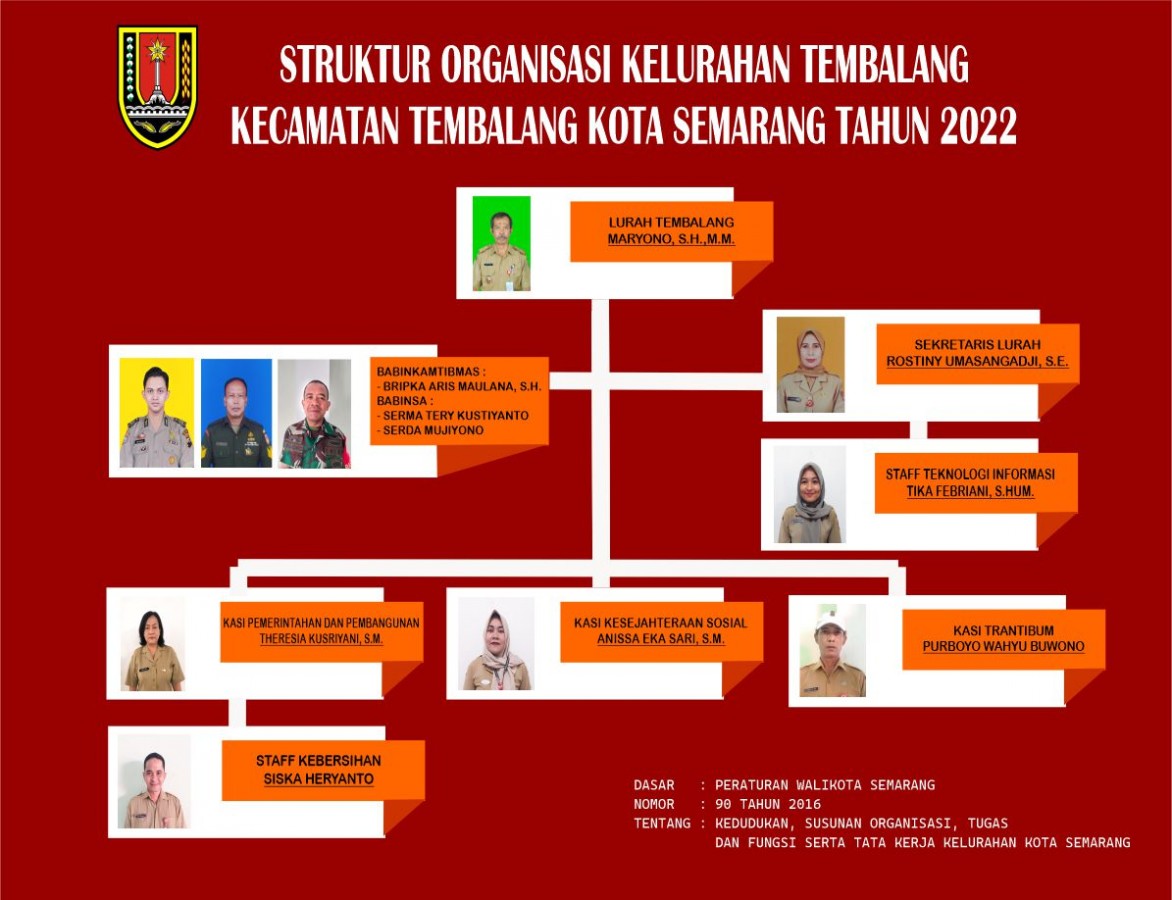 STRUKTUR ORGANISASI KELURAHAN TEMBALANG
KECAMATAN TEMBALANG KOTA SEMARANG TAHUN 2022
LURAH TEMBALANG
MARYONO, S.H.,M.M.
SEKRETARIS LURAH
ROSTINY UMASANGADJI, S.E.
BABINKAMTIBMAS :
- BRIPKA ARIS MAULANA, S.H.
BABINSA :
- SERMA TERY KUSTIYANTO
- SERDA MUJIYONO
STAFF TEKNOLOGI INFORMASI
TIKA FEBRIANI, S.HUM.
KASI PEMERINTAHAN DAN PEMBANGUNAN
THERESIA KUSRIYANI, S.M.
KASI KESEJAHTERAAN SOSIAL
ANISSA EKA SARI, S.M.
KASI TRANTIBUM
PURBOYO WAHYU BUWONO
STAFF KEBERSIHAN
SISKA HERYANTO
DASAR : PERATURAN WALIKOTA SEMARANG
NOMOR : 90 TAHUN 2016
TENTANG : KEDUDUKAN, SUSUNAN ORGANISASI, TUGAS
DAN FUNGSI SERTA TATA KERJA KELURAHAN KOTA SEMARANG